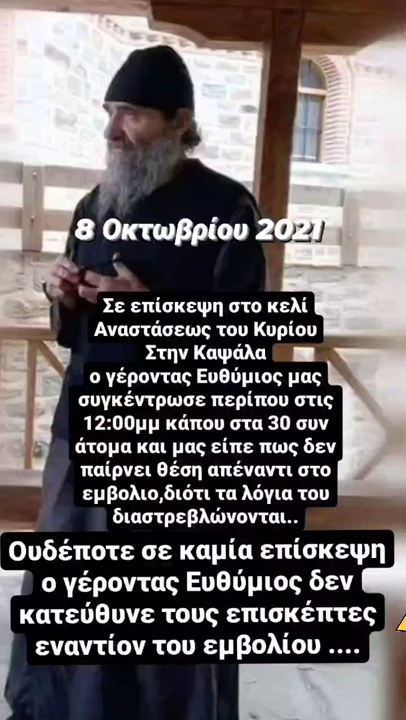 8 Οκτωβρίου 2021
Σε επίσκεψη στο κελί
Αναστάσεως του Κυρίου
Στην Καψάλα
ο γέροντας Ευθύμιος μας
συγκέντρωσε περίπου στις
12:00μμ κάπου στα 30 συν
άτομα και μας είπε πως δεν
παίρνει θέση απέναντι στο
εμβολιο,διότι τα λόγια του
διαστρεβλώνονται..
Ουδέποτε σε καμία επίσκεψη
ο γέροντας Ευθύμιος δεν
κατεύθυνε τους επισκέπτες
εναντίον του εμβολίου ....